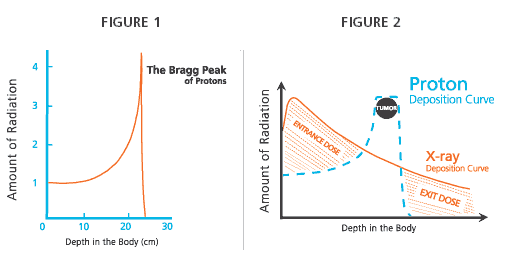 FIGURE 1
Amount of Radiation
4
3
2
1
0
10
20
30
Depth in the Body (cm)
The Bragg Peak
of Protons
FIGURE 2
Amount of Radiation
ENTRANCE DOSE
TUMOR
Proton
Deposition Curve
X-ray
Deposition Curve
EXIT DOSE
Depth in the Body